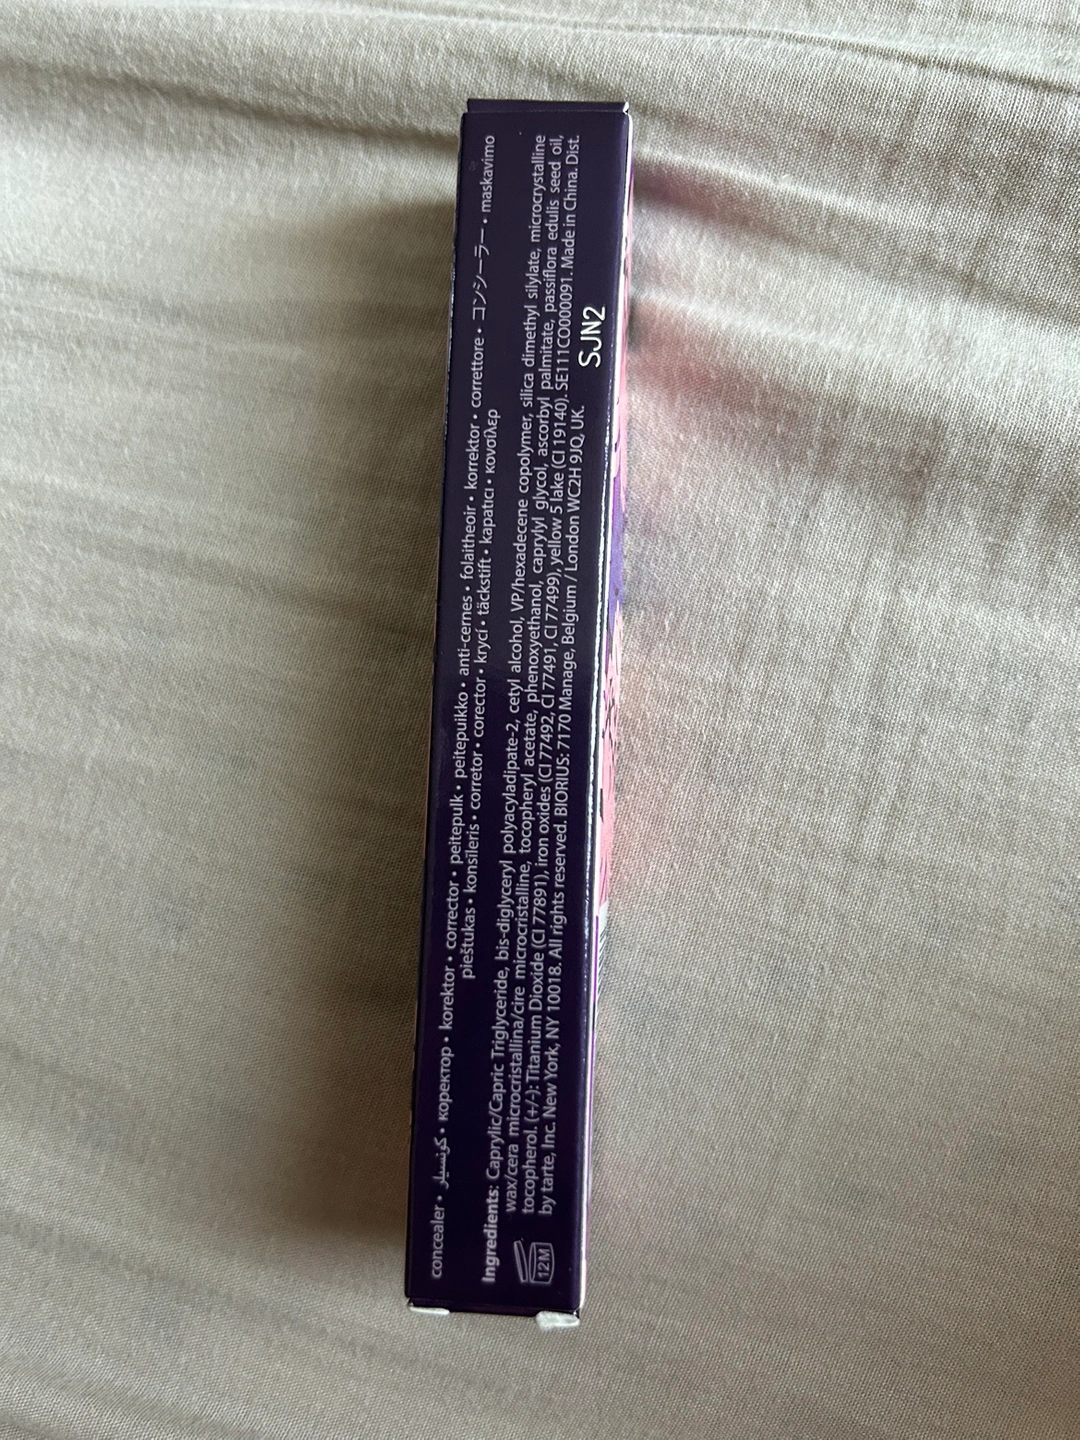 concealer • كونسيلر • коректор • korektor • corrector • peitepulk • peitepuikko • anti-cernes • folaitheoir • korrektor • correttore • コンシーラー • maskavimo
pieštukas • konsīleris • corretor • corector • krycí • täckstift • kapatıcı • κονσίλερ
Ingredients: Caprylic/Capric Triglyceride, bis-diglyceryl polyacyladipate-2, cetyl alcohol, VP/hexadecene copolymer, silica dimethyl silylate, microcrystalline
wax/cera microcristallina/cire microcristalline, tocopheryl acetate, phenoxyethanol, caprylyl glycol, ascorbyl palmitate, passiflora edulis seed oil,
tocopherol. (+/-): Titanium Dioxide (CI 77891), iron oxides (CI 77492, CI 77491, CI 77499), yellow 5 lake (CI 19140). SE111CO000091. Made in China. Dist.
by tarte, Inc. New York, NY 10018. All rights reserved. BIORIUS: 7170 Manage, Belgium / London WC2H 9JQ, UK.
12M
SJN2